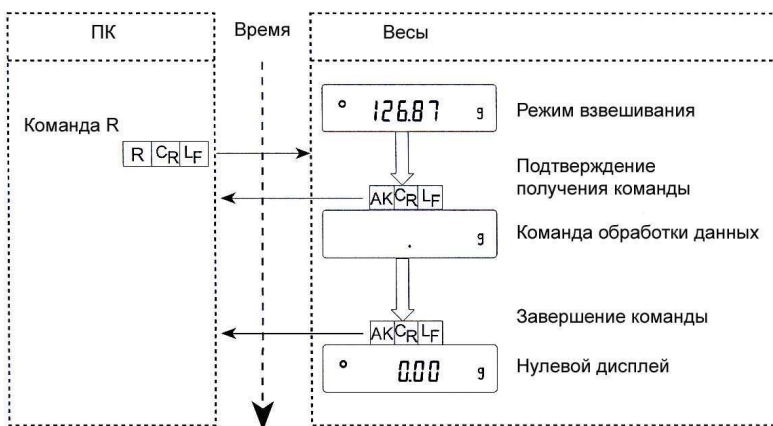 ПК
Время
Весы
126.87 g
Режим взвешивания
Команда R
R CR LF
Подтверждение
получения команды
AK CR LF
. g
Команда обработки данных
Завершение команды
AK CR LF
0.00 g
Нулевой дисплей